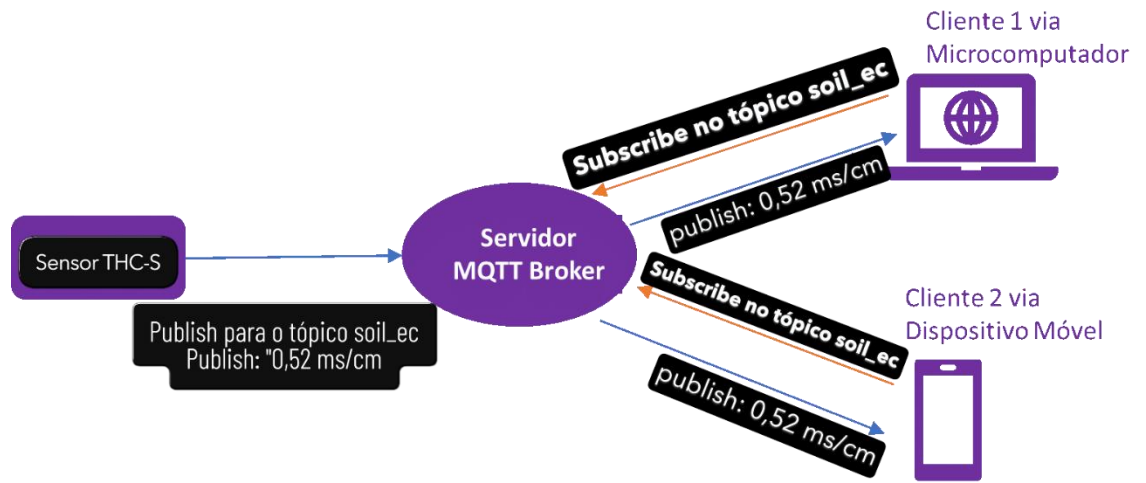 Cliente 1 via
Microcomputador
Subscribe no tópico soil_ec
publish: 0,52 ms/cm
Servidor
MQTT Broker
Sensor THC-S
Publish para o tópico soil_ec
Publish: "0,52 ms/cm
Subscribe no tópico soil_ec
publish: 0,52 ms/cm
Cliente 2 via
Dispositivo Móvel